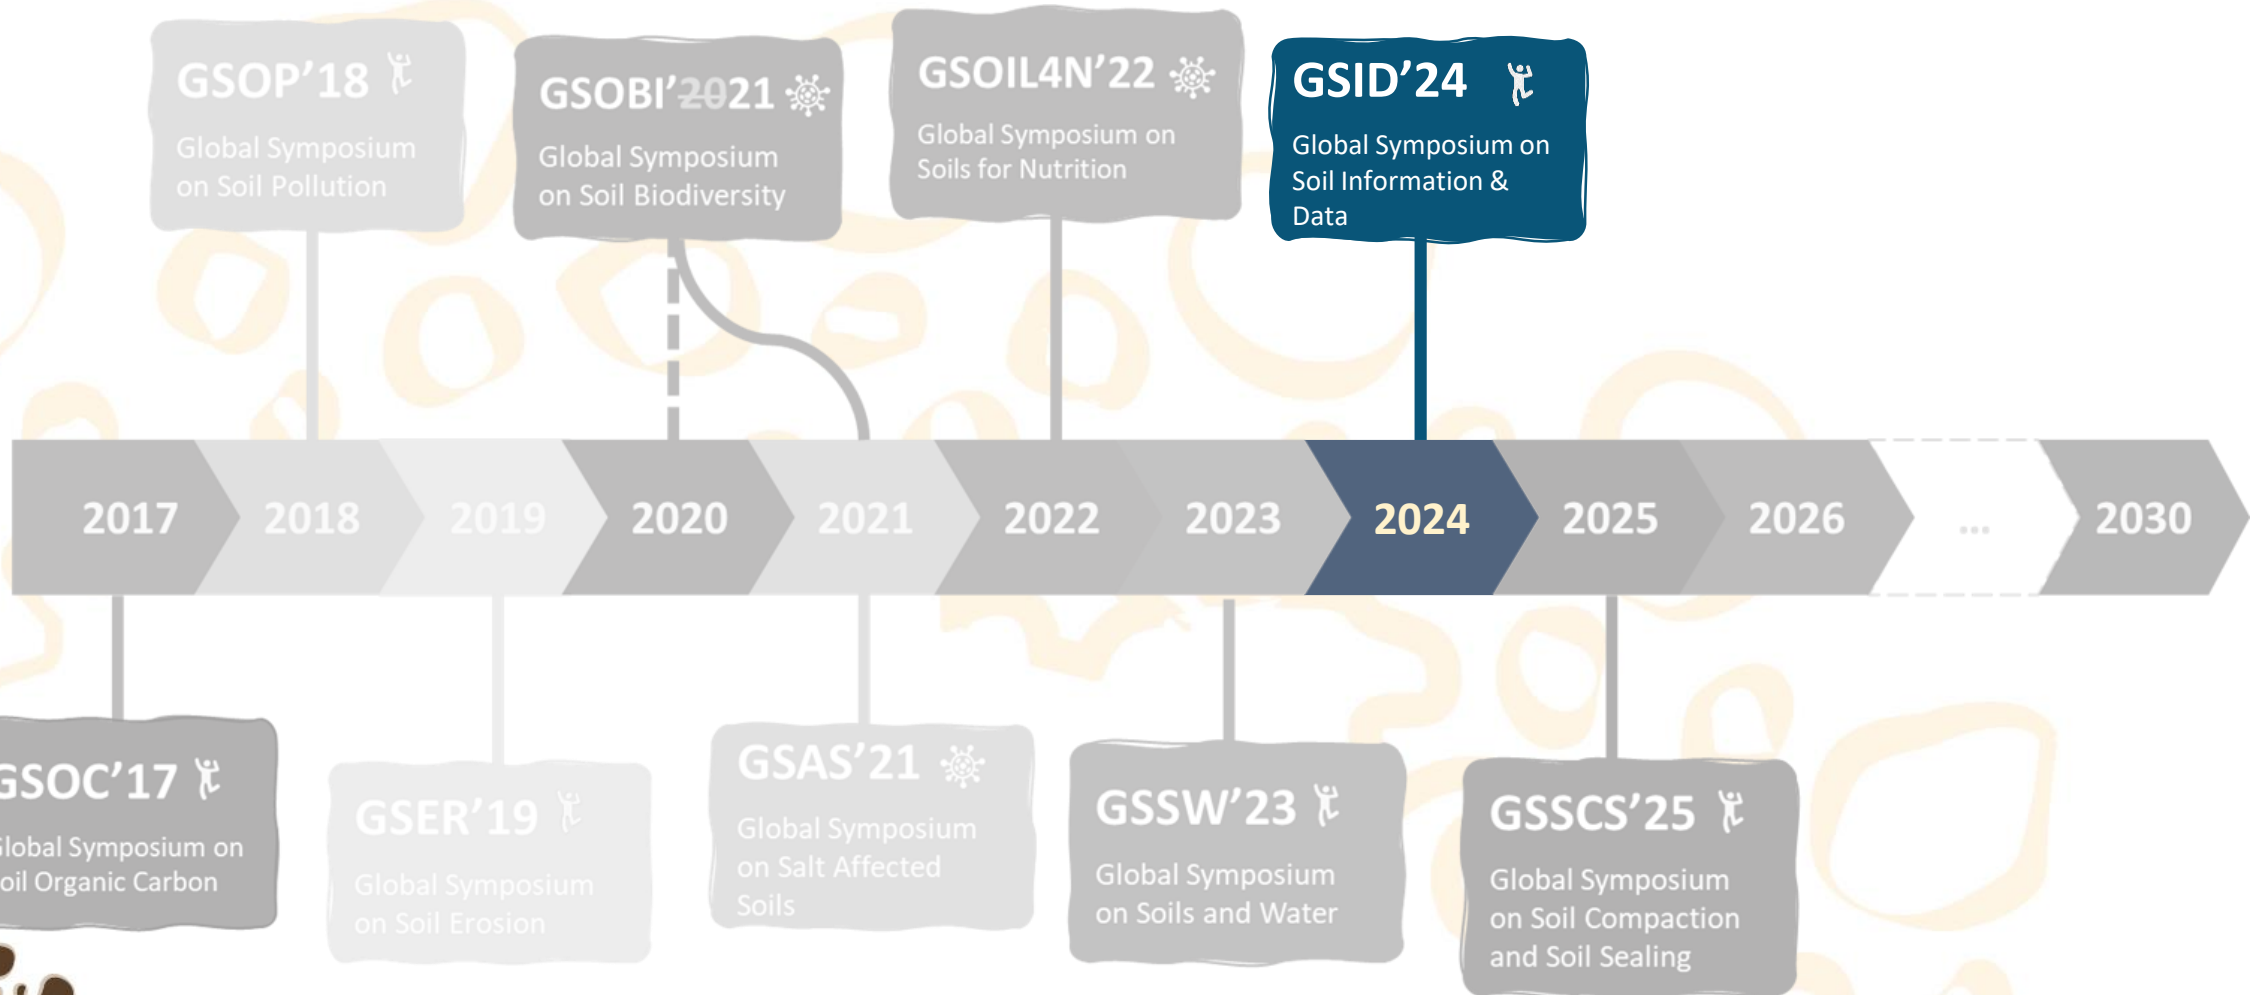 GSOP'18
Global Symposium
on Soil Pollution
GSOBI'2021
Global Symposium
on Soil Biodiversity
GSOIL4N'22
Global Symposium on
Soils for Nutrition
GSID'24
Global Symposium on
Soil Information &
Data
2017
2018
2019
2020
2021
2022
2023
2024
2025
2026
...
2030
GSOC'17
Global Symposium on
Soil Organic Carbon
GSER'19
Global Symposium
on Soil Erosion
GSAS'21
Global Symposium
on Salt Affected
Soils
GSSW'23
Global Symposium
on Soils and Water
GSSCS'25
Global Symposium
on Soil Compaction
and Soil Sealing